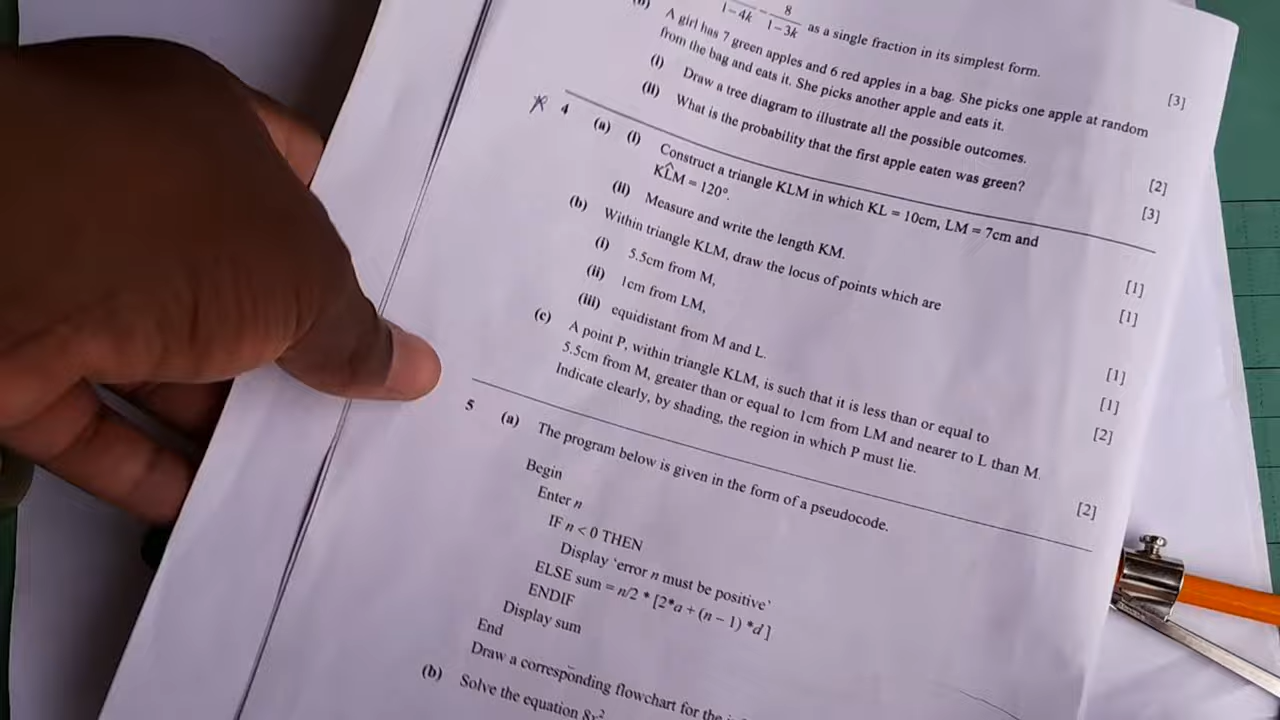 1 – 4k 8 1 – 3k as a single fraction in its simplest form.
[3]
A girl has 7 green apples and 6 red apples in a bag. She picks one apple at random
from the bag and eats it. She picks another apple and eats it.
(i) Draw a tree diagram to illustrate all the possible outcomes.
[2]
(ii) What is the probability that the first apple eaten was green?
[3]
4 (a) (i) Construct a triangle KLM in which KL = 10cm, LM = 7cm and
KL̂M = 120°.
[1]
(ii) Measure and write the length KM.
[1]
(b) Within triangle KLM, draw the locus of points which are
(i) 5.5cm from M,
[1]
(ii) 1cm from LM,
[1]
(iii) equidistant from M and L.
[2]
(c) A point P, within triangle KLM, is such that it is less than or equal to
5.5cm from M, greater than or equal to 1cm from LM and nearer to L than M.
Indicate clearly, by shading, the region in which P must lie.
[2]
5 (a) The program below is given in the form of a pseudocode.
Begin
Enter n
IF n < 0 THEN
Display ‘error n must be positive’
ELSE sum = n/2 * [2*a + (n – 1) *d ]
ENDIF
Display sum
End
Draw a corresponding flowchart for the
(b) Solve the equation